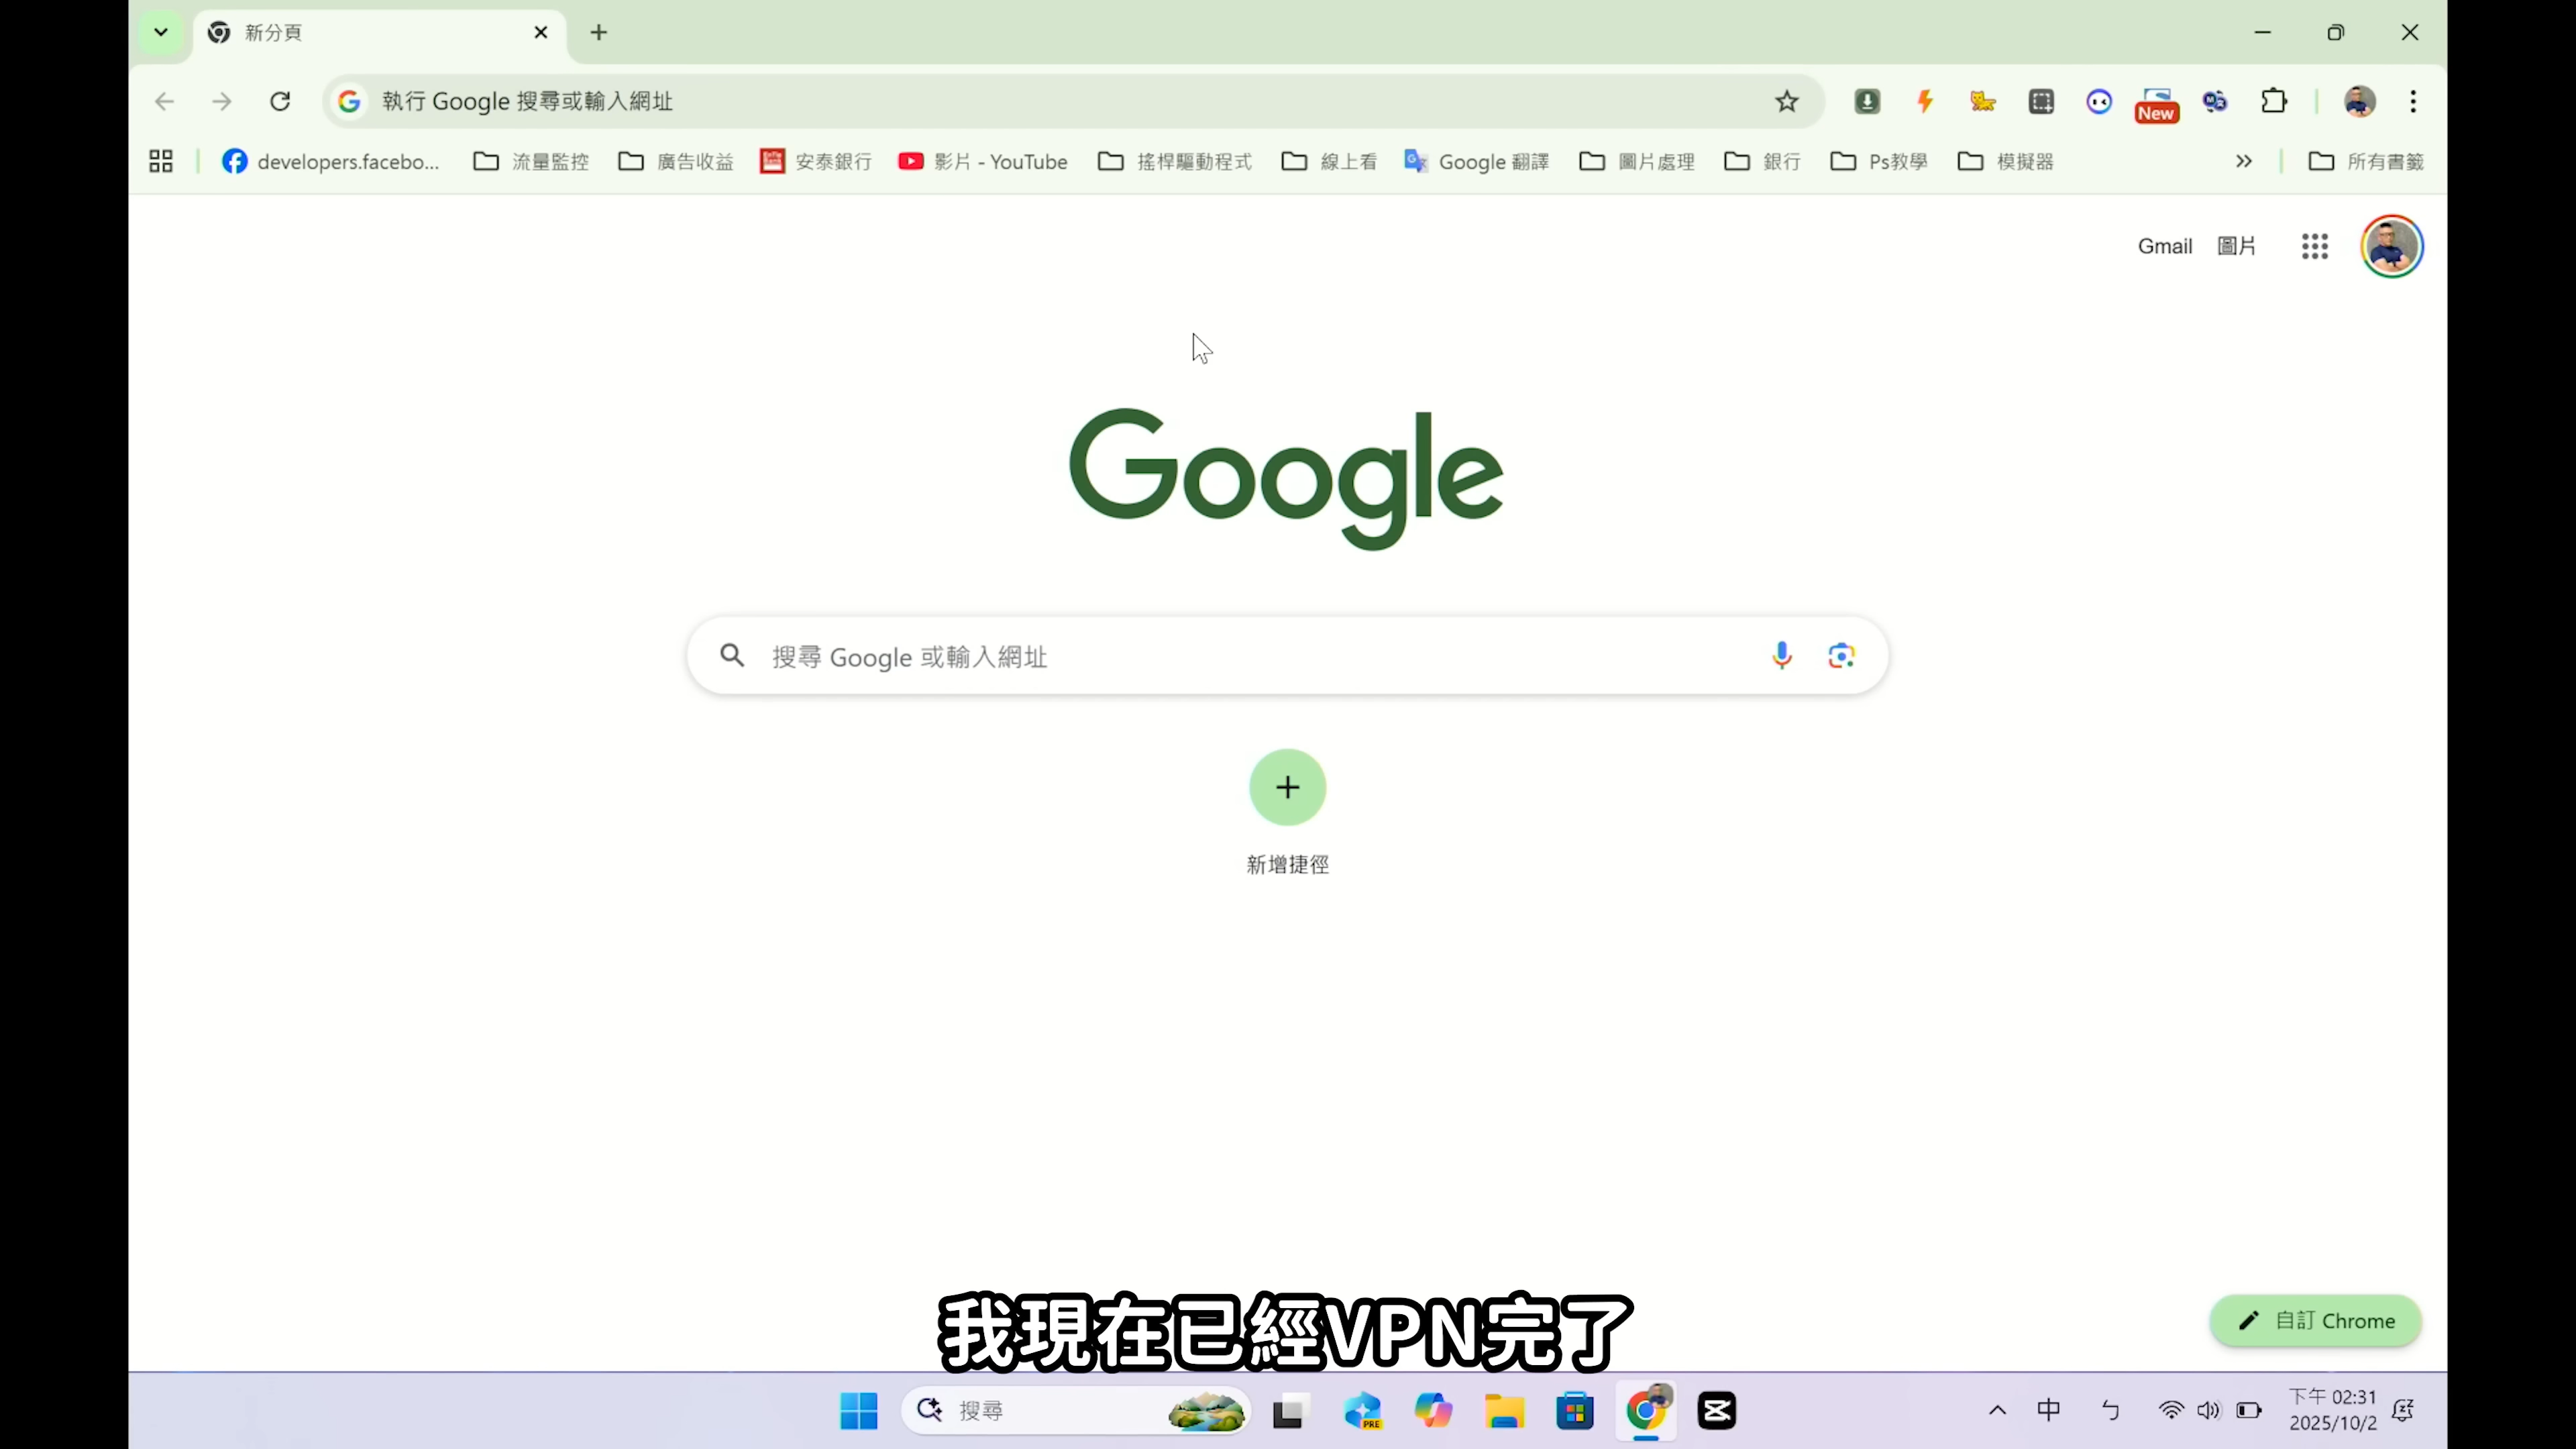 新分頁
執行 Google 搜尋或輸入網址
New
developers.facebo... 流量監控 廣告收益 安泰銀行 影片 - YouTube 搖桿驅動程式 線上看 Google 翻譯 圖片處理 銀行 Ps教學 模擬器 所有書籤
Gmail 圖片
Google
搜尋 Google 或輸入網址
新增捷徑
我現在已經VPN完了
自訂 Chrome
搜尋 PRE 中 ㄅ 下午 02:31
2025/10/2